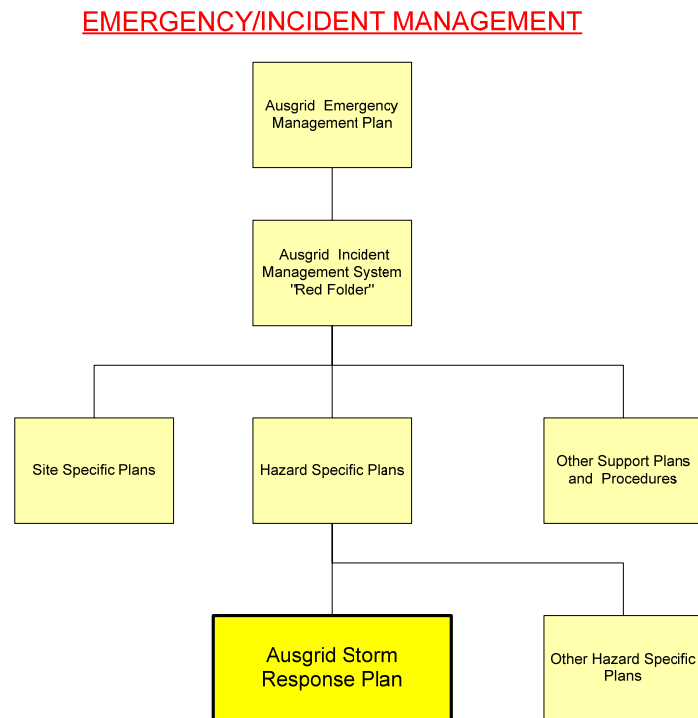 EMERGENCY/INCIDENT MANAGEMENT
Ausgrid Emergency
Management Plan
Ausgrid Incident
Management System
"Red Folder"
Site Specific Plans
Hazard Specific Plans
Other Support Plans
and Procedures
Ausgrid Storm
Response Plan
Other Hazard Specific
Plans